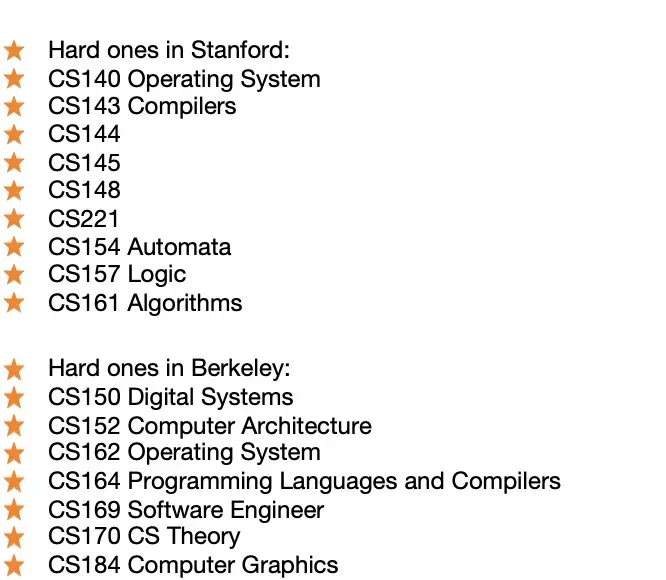 Hard ones in Stanford:
CS140 Operating System
CS143 Compilers
CS144
CS145
CS148
CS221
CS154 Automata
CS157 Logic
CS161 Algorithms
Hard ones in Berkeley:
CS150 Digital Systems
CS152 Computer Architecture
CS162 Operating System
CS164 Programming Languages and Compilers
CS169 Software Engineer
CS170 CS Theory
CS184 Computer Graphics